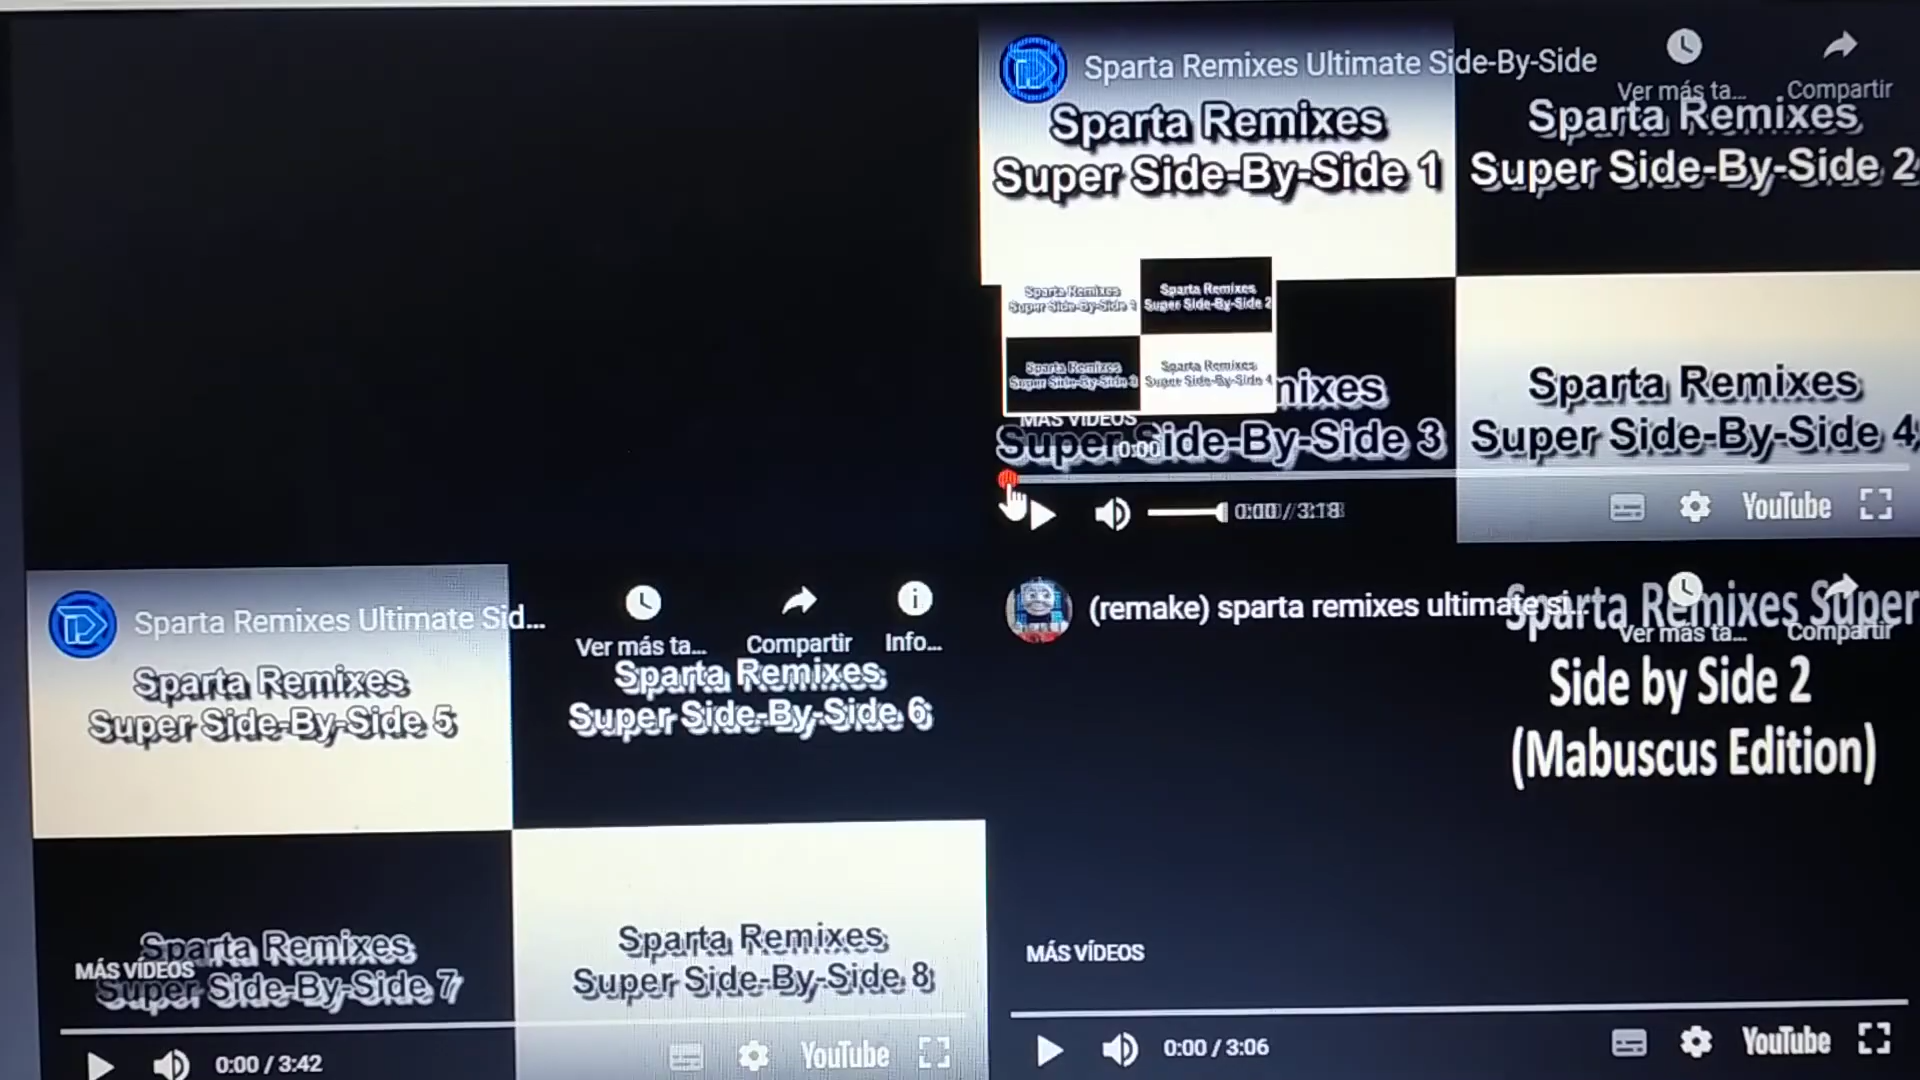 Sparta Remixes Ultimate Side-By-Side
Ver más ta...
Compartir
Sparta Remixes
Super Side-By-Side 1
Sparta Remixes
Super Side-By-Side 2
Sparta Remixes
Super Side-By-Side 1
Sparta Remixes
Super Side-By-Side 2
Sparta Remixes
Super Side-By-Side 3
Sparta Remixes
Super Side-By-Side 4
MÁS VÍDEOS
0:00
mixes
Super Side-By-Side 3
Sparta Remixes
Super Side-By-Side 4
0:00 / 3:18
YouTube
Sparta Remixes Ultimate Sid...
Ver más ta...
Compartir
Info...
Sparta Remixes
Super Side-By-Side 5
Sparta Remixes
Super Side-By-Side 6
MÁS VÍDEOS
Sparta Remixes
Super Side-By-Side 7
Sparta Remixes
Super Side-By-Side 8
0:00 / 3:42
YouTube
(remake) sparta remixes ultimate si...
Ver más ta...
Compartir
Sparta Remixes Super
Side by Side 2
(Mabuscus Edition)
MÁS VÍDEOS
0:00 / 3:06
YouTube